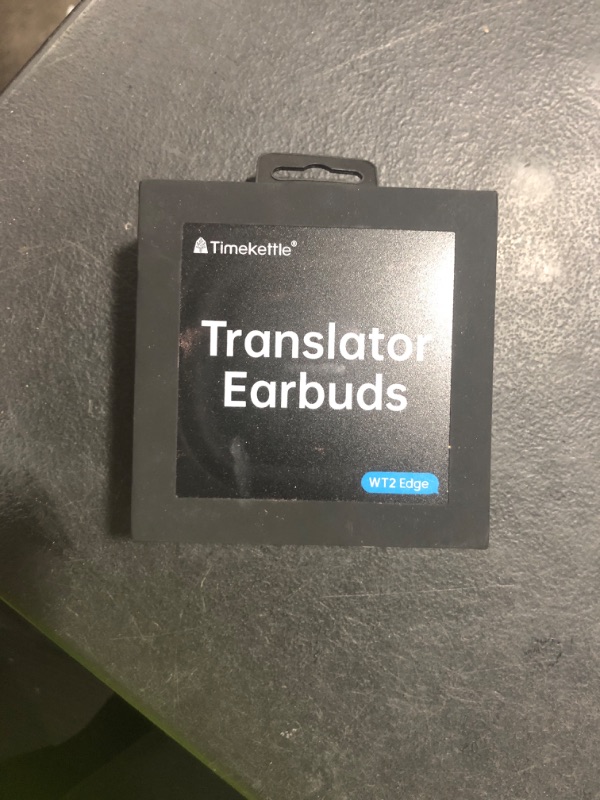 Timekettle®
Translator
Earbuds
WT2 Edge